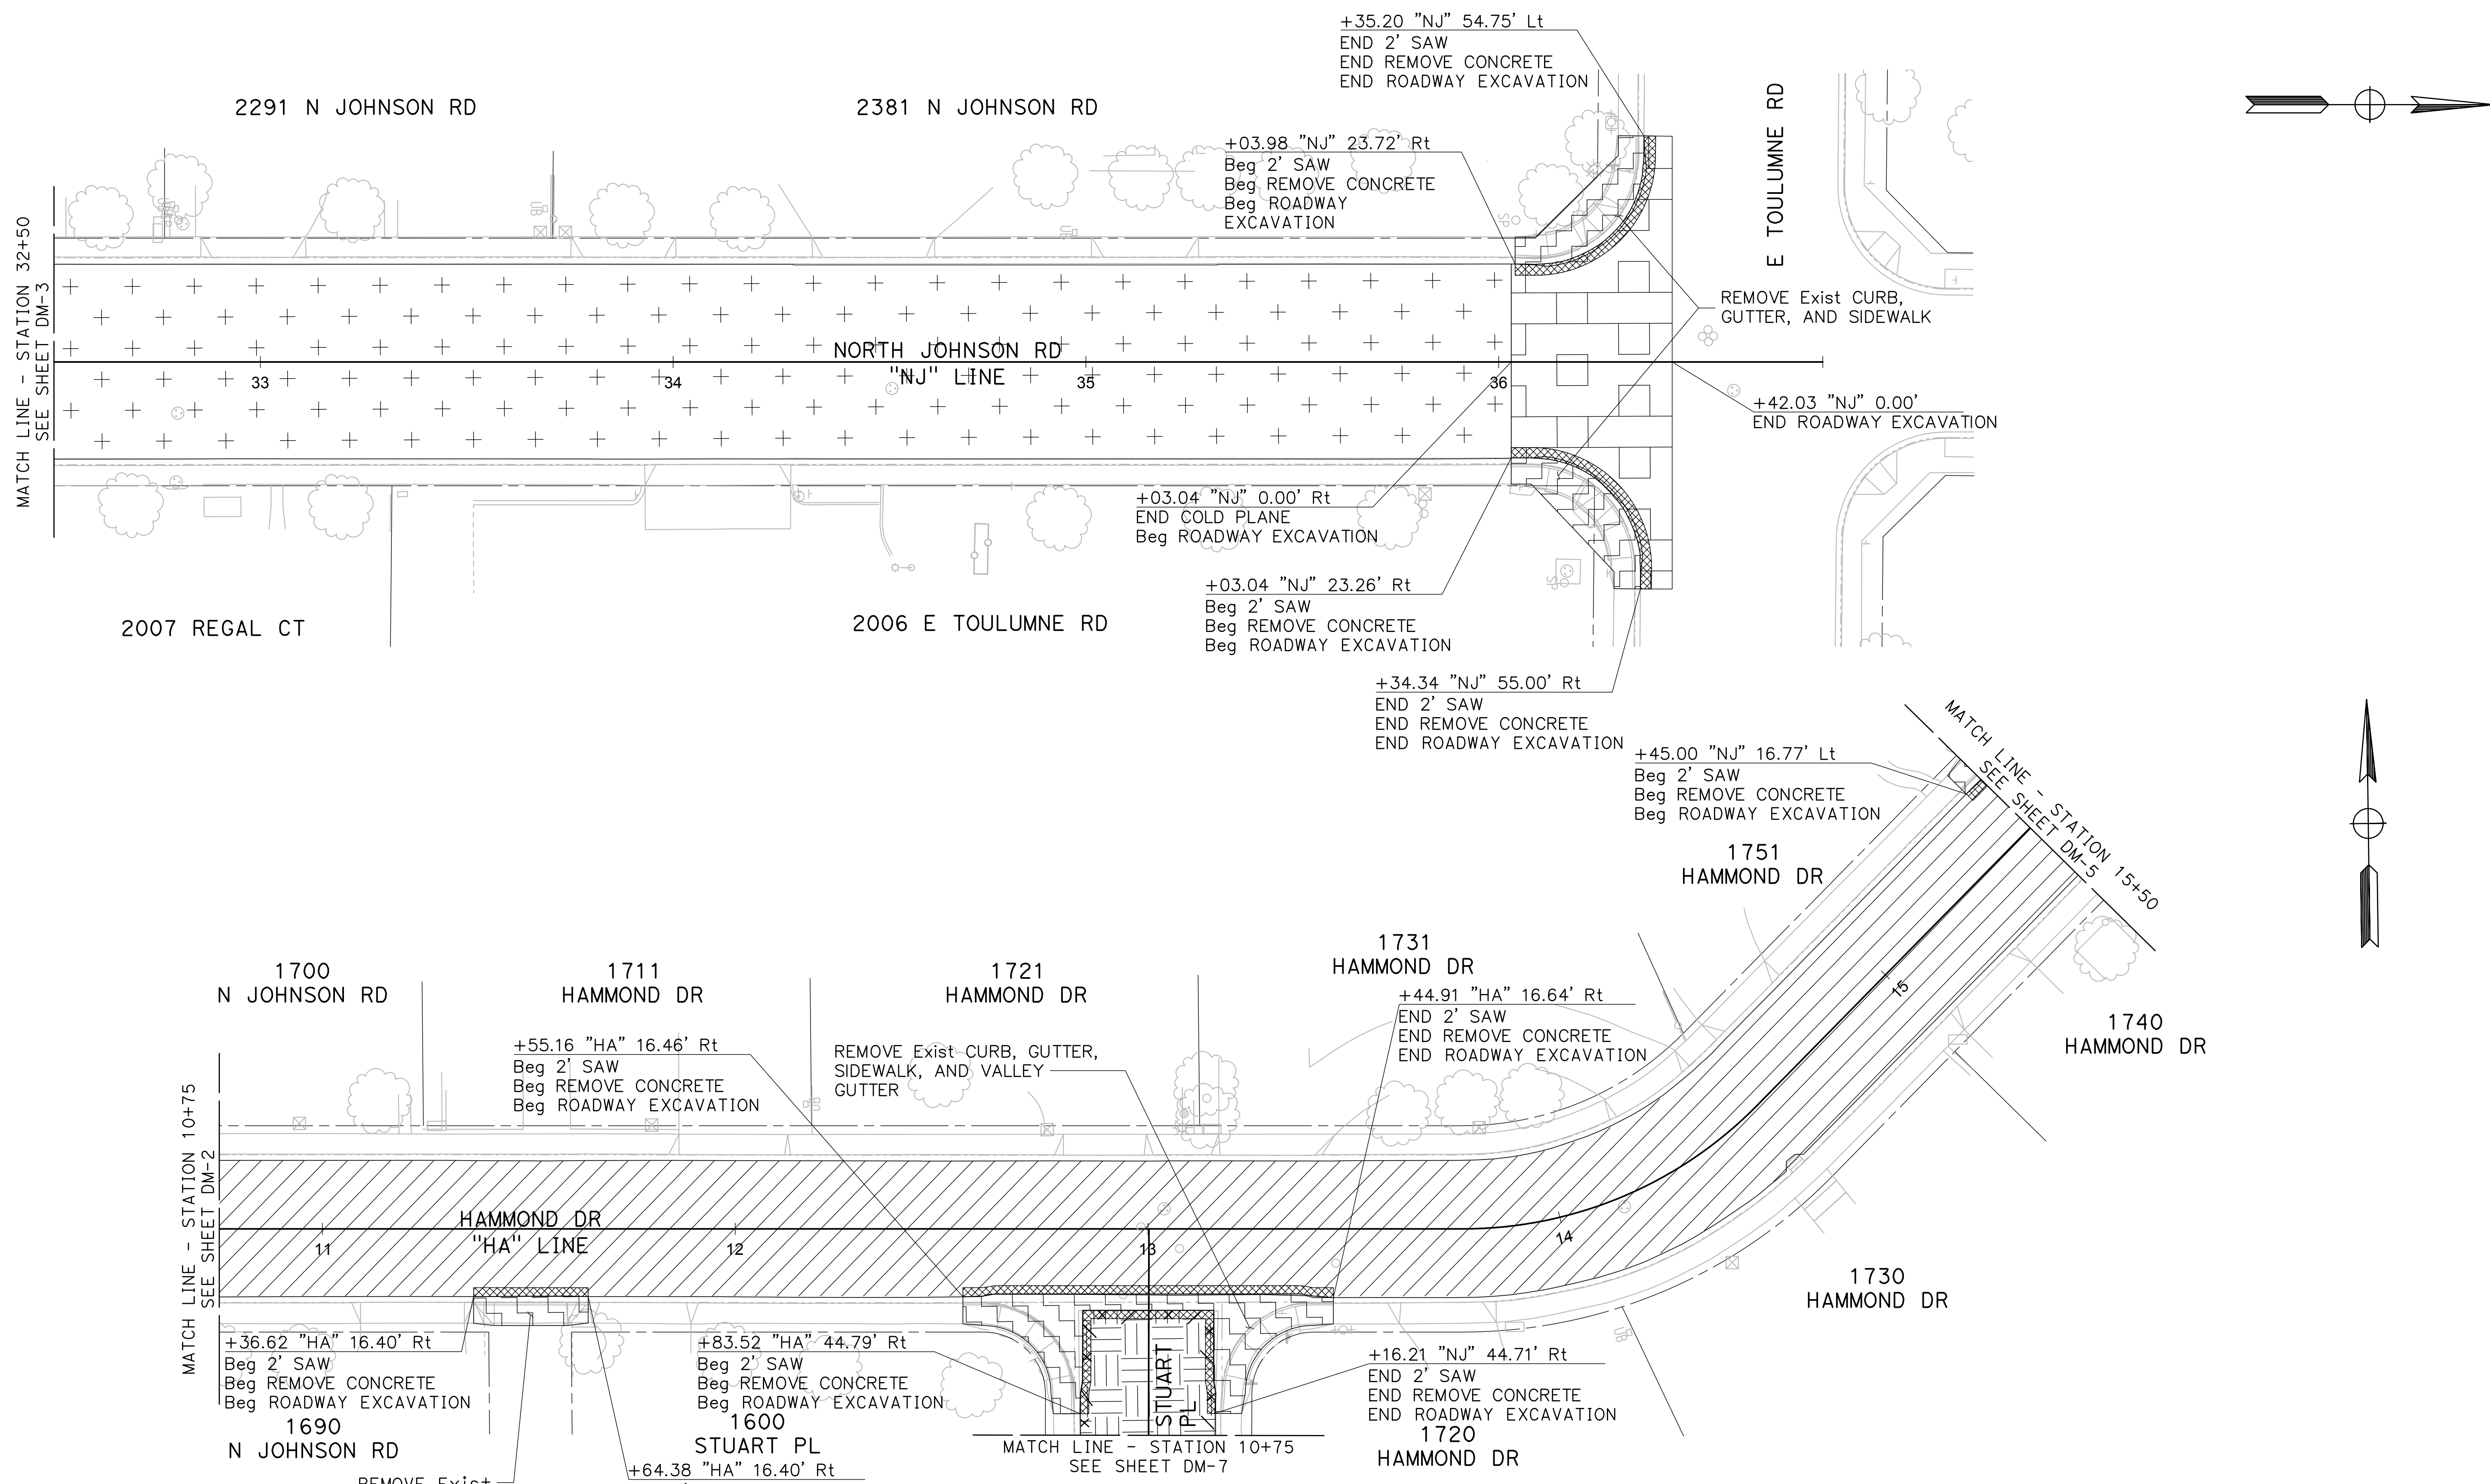 +35.20 "NJ" 54.75' Lt
END 2' SAW
END REMOVE CONCRETE
END ROADWAY EXCAVATION
2291 N JOHNSON RD
2381 N JOHNSON RD
E TOULUMNE RD
+03.98 "NJ" 23.72' Rt
Beg 2' SAW
Beg REMOVE CONCRETE
Beg ROADWAY
EXCAVATION
MATCH LINE - STATION 32+50
SEE SHEET DM-3
REMOVE Exist CURB,
GUTTER, AND SIDEWALK
NORTH JOHNSON RD
"NJ" LINE
33
34
35
36
+42.03 "NJ" 0.00'
END ROADWAY EXCAVATION
+03.04 "NJ" 0.00' Rt
END COLD PLANE
Beg ROADWAY EXCAVATION
+03.04 "NJ" 23.26' Rt
Beg 2' SAW
Beg REMOVE CONCRETE
Beg ROADWAY EXCAVATION
2007 REGAL CT
2006 E TOULUMNE RD
+34.34 "NJ" 55.00' Rt
END 2' SAW
END REMOVE CONCRETE
END ROADWAY EXCAVATION
+45.00 "NJ" 16.77' Lt
Beg 2' SAW
Beg REMOVE CONCRETE
Beg ROADWAY EXCAVATION
MATCH LINE - STATION 15+50
SEE SHEET DM-5
1751
HAMMOND DR
1731
HAMMOND DR
1700
N JOHNSON RD
1711
HAMMOND DR
1721
HAMMOND DR
+44.91 "HA" 16.64' Rt
END 2' SAW
END REMOVE CONCRETE
END ROADWAY EXCAVATION
1740
HAMMOND DR
+55.16 "HA" 16.46' Rt
Beg 2' SAW
Beg REMOVE CONCRETE
Beg ROADWAY EXCAVATION
REMOVE Exist CURB, GUTTER,
SIDEWALK, AND VALLEY
GUTTER
MATCH LINE - STATION 10+75
SEE SHEET DM-2
HAMMOND DR
"HA" LINE
11
12
13
14
15
1730
HAMMOND DR
+36.62 "HA" 16.40' Rt
Beg 2' SAW
Beg REMOVE CONCRETE
Beg ROADWAY EXCAVATION
1690
N JOHNSON RD
+83.52 "HA" 44.79' Rt
Beg 2' SAW
Beg REMOVE CONCRETE
Beg ROADWAY EXCAVATION
1600
STUART PL
STUART
PL
+16.21 "NJ" 44.71' Rt
END 2' SAW
END REMOVE CONCRETE
END ROADWAY EXCAVATION
1720
HAMMOND DR
MATCH LINE - STATION 10+75
SEE SHEET DM-7
+64.38 "HA" 16.40' Rt
REMOVE Exist